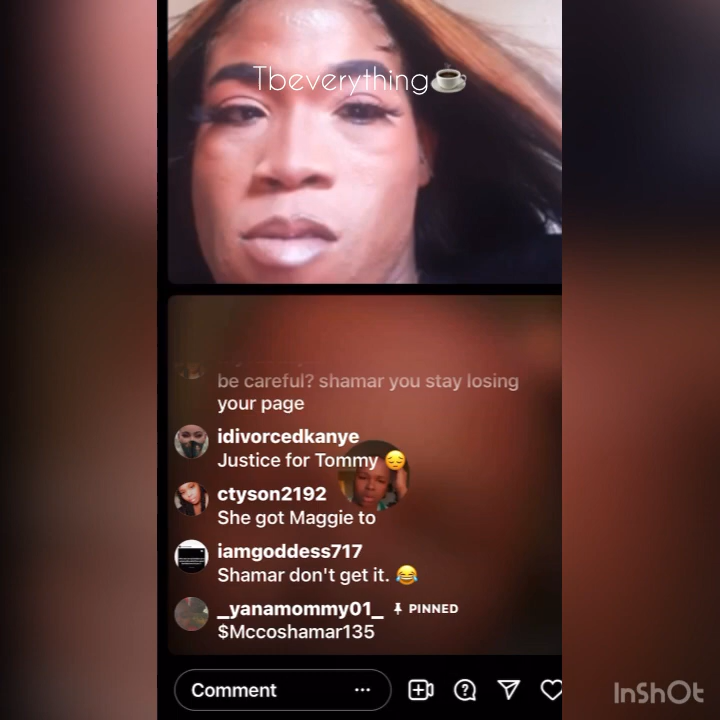 Tbeverything☕
be careful? shamar you stay losing
your page
idivorcedkanye
Justice for Tommy 😔
ctyson2192
She got Maggie to
iamgoddess717
Shamar don't get it. 😂
_yanamommy01_ PINNED
$Mccoshamar135
Comment ...
InShOt